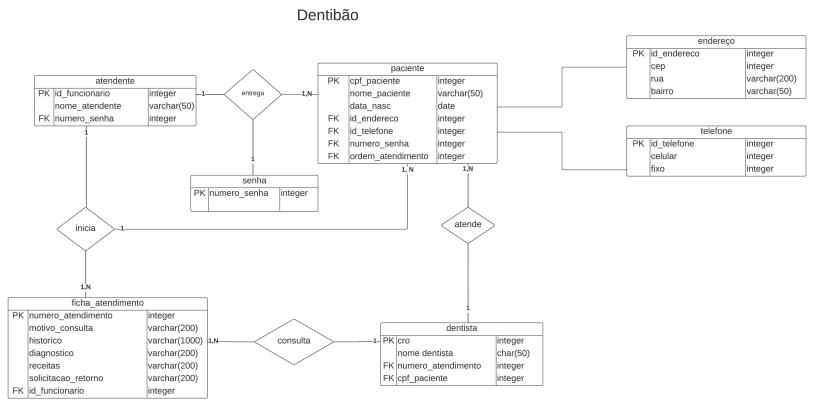 Dentibão
atendente
PK id_funcionario integer
nome_atendente varchar(50)
FK numero_senha integer
1
entrega
1,N
1
paciente
PK cpf_paciente integer
nome_paciente varchar(50)
data_nasc date
FK id_endereco integer
FK id_telefone integer
FK numero_senha integer
FK ordem_atendimento integer
endereço
PK id_endereco integer
cep integer
rua varchar(200)
bairro varchar(50)
telefone
PK id_telefone integer
celular integer
fixo integer
senha
PK numero_senha integer
1
inicia
1
1, N
1,N
1,N
atende
1
ficha_atendimento
PK numero_atendimento integer
motivo_consulta varchar(200)
historico varchar(1000)
diagnostico varchar(200)
receitas varchar(200)
solicitacao_retorno varchar(200)
FK id_funcionario integer
1,N
consulta
1
dentista
PK cro integer
nome dentista char(50)
FK numero_atendimento integer
FK cpf_paciente integer